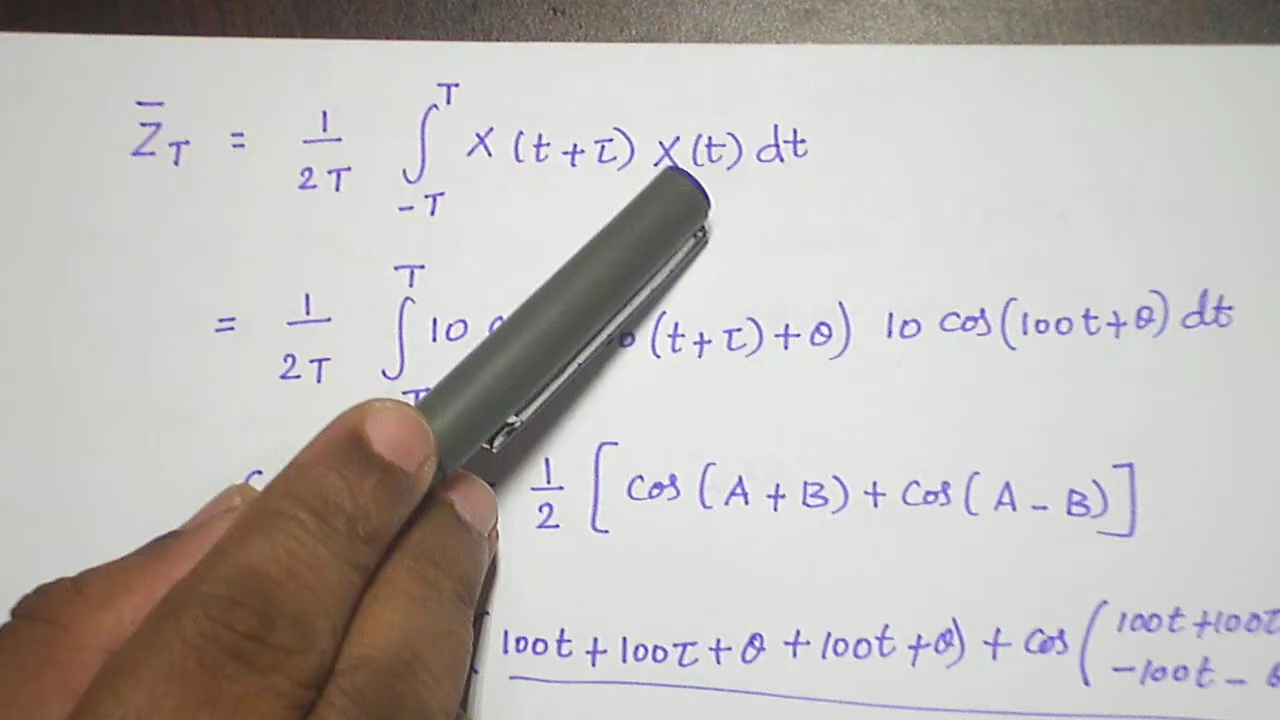 Z̄_T = 1/2T ∫_{-T}^{T} X(t+τ) X(t) dt
= 1/2T ∫^{T} 10 (t+τ)+θ) 10 cos(100t+θ) dt
1/2 [cos(A+B)+cos(A-B)]
100t+100τ+θ+100t+θ)+cos(100t+100τ
-100t-θ